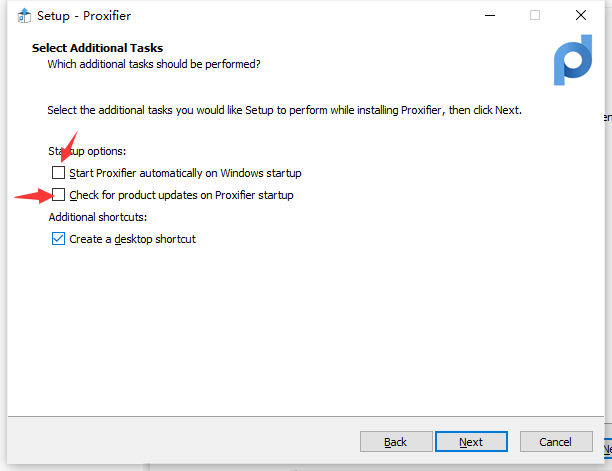 Setup - Proxifier
Select Additional Tasks
Which additional tasks should be performed?
Select the additional tasks you would like Setup to perform while installing Proxifier, then click Next.
Startup options:
Start Proxifier automatically on Windows startup
Check for product updates on Proxifier startup
Additional shortcuts:
Create a desktop shortcut
Back
Next
Cancel